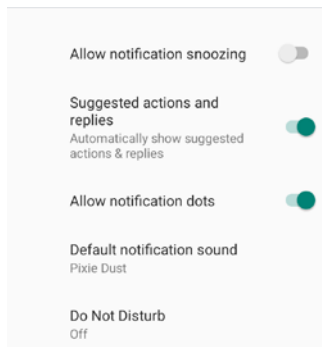 Allow notification snoozing
Suggested actions and
replies
Automatically show suggested
actions & replies
Allow notification dots
Default notification sound
Pixie Dust
Do Not Disturb
Off